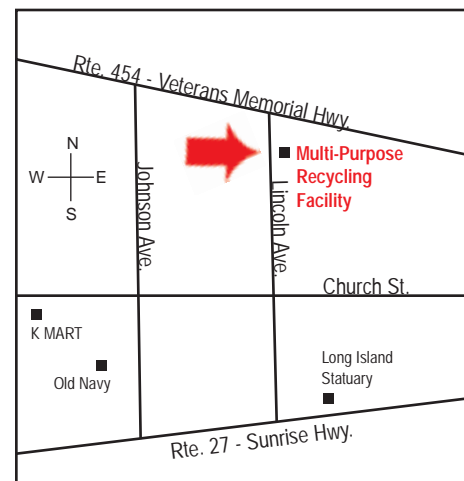 Rte. 454 - Veterans Memorial Hwy.
N
W
E
S
Johnson Ave.
Lincoln Ave.
Multi-Purpose
Recycling
Facility
Church St.
K MART
Old Navy
Long Island
Statuary
Rte. 27 - Sunrise Hwy.